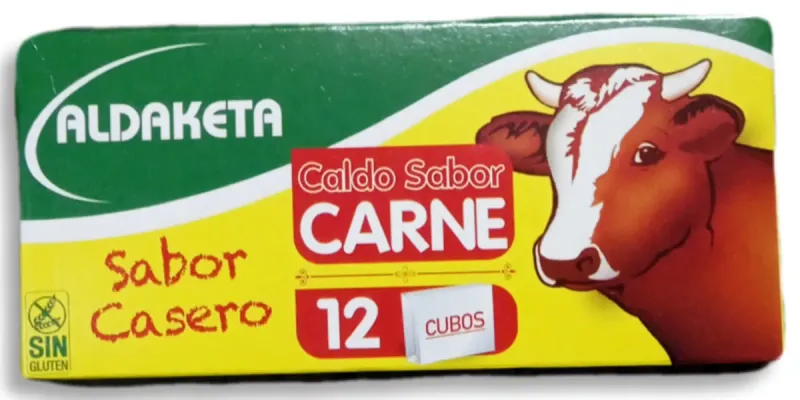 ALDAKETA
Caldo Sabor
CARNE
Sabor
Casero
12
CUBOS
SIN
GLUTEN